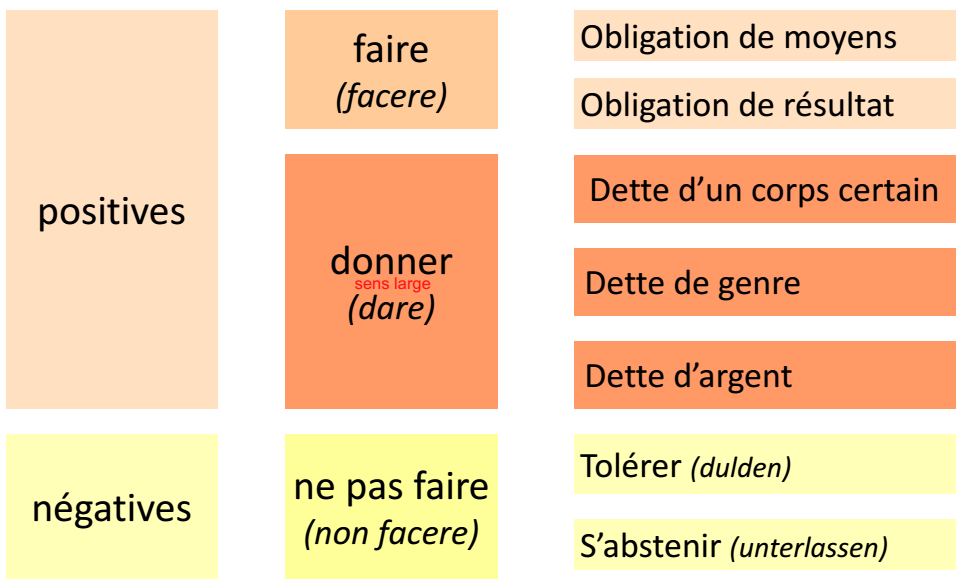 positives
faire
(facere)
Obligation de moyens
Obligation de résultat
donner
sens large
(dare)
Dette d’un corps certain
Dette de genre
Dette d’argent
négatives
ne pas faire
(non facere)
Tolérer (dulden)
S’abstenir (unterlassen)